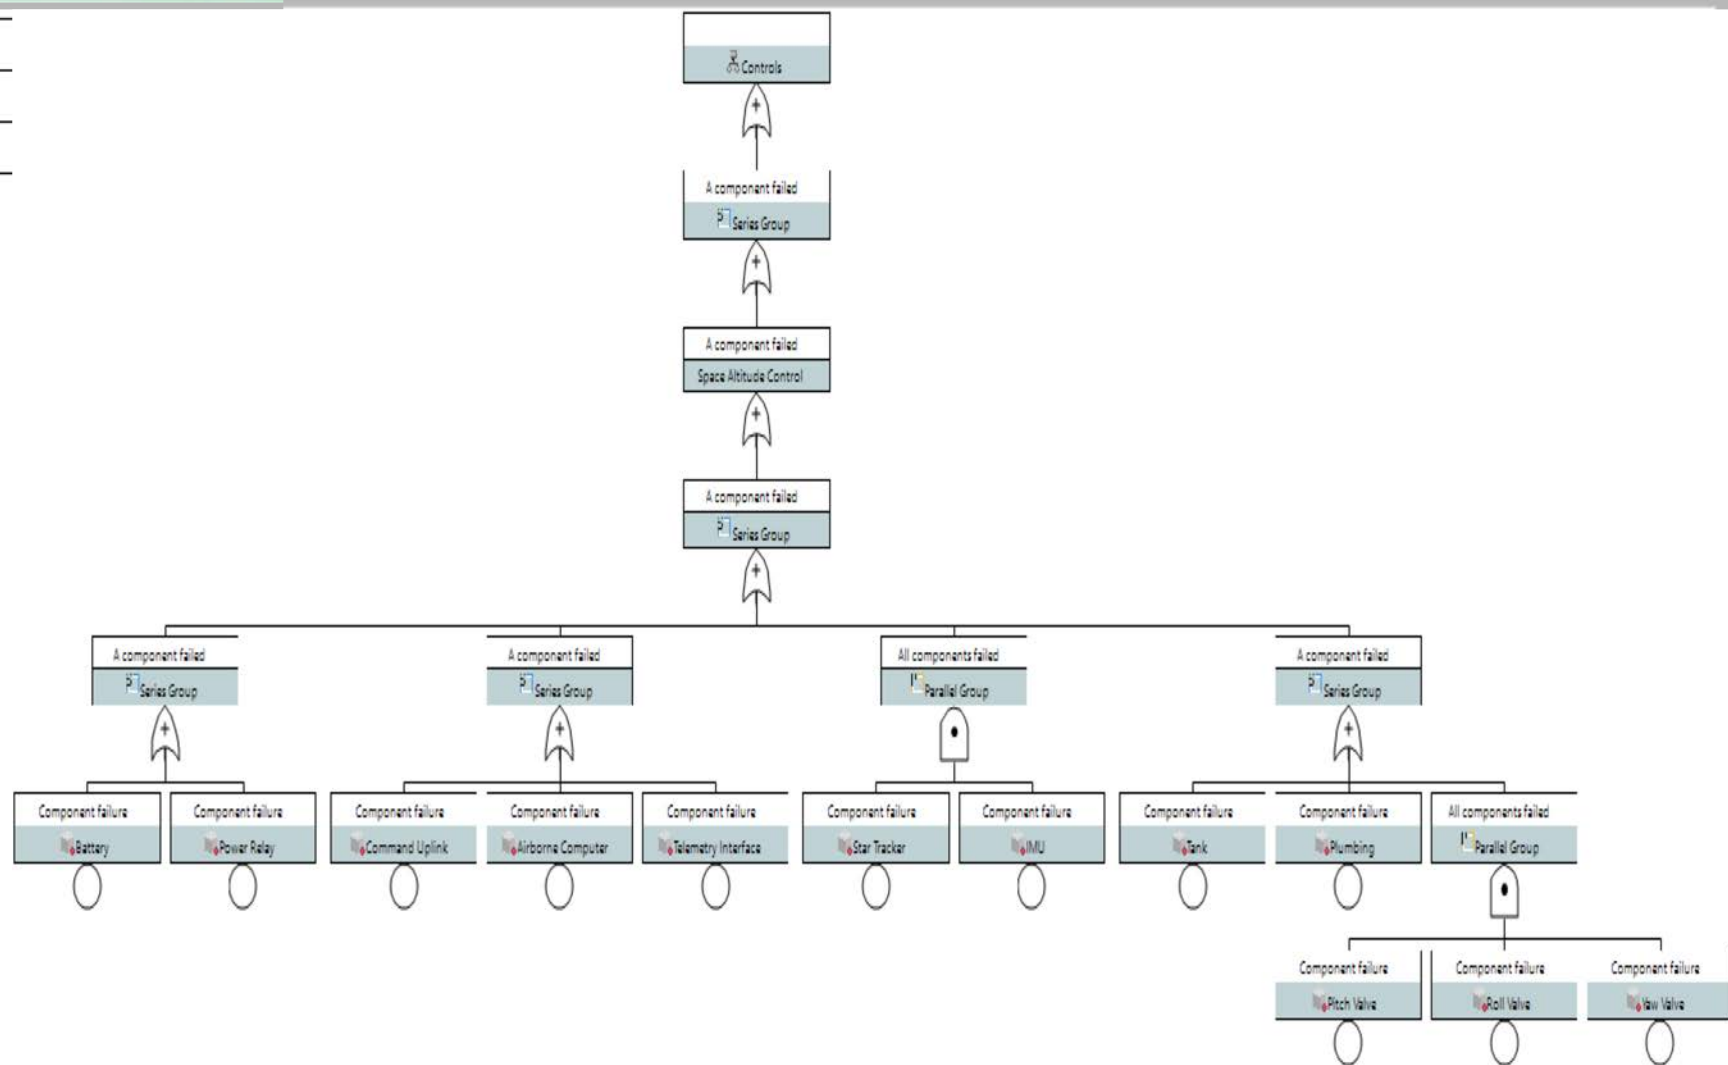 Controls
A component failed
Series Group
A component failed
Space Altitude Control
A component failed
Series Group
A component failed
Series Group
A component failed
Series Group
All components failed
Parallel Group
A component failed
Series Group
Component failure
Battery
Component failure
Power Relay
Component failure
Command Uplink
Component failure
Airborne Computer
Component failure
Telemetry Interface
Component failure
Star Tracker
Component failure
IMU
Component failure
Tank
Component failure
Plumbing
All components failed
Parallel Group
Component failure
Pitch Valve
Component failure
Roll Valve
Component failure
Yaw Valve